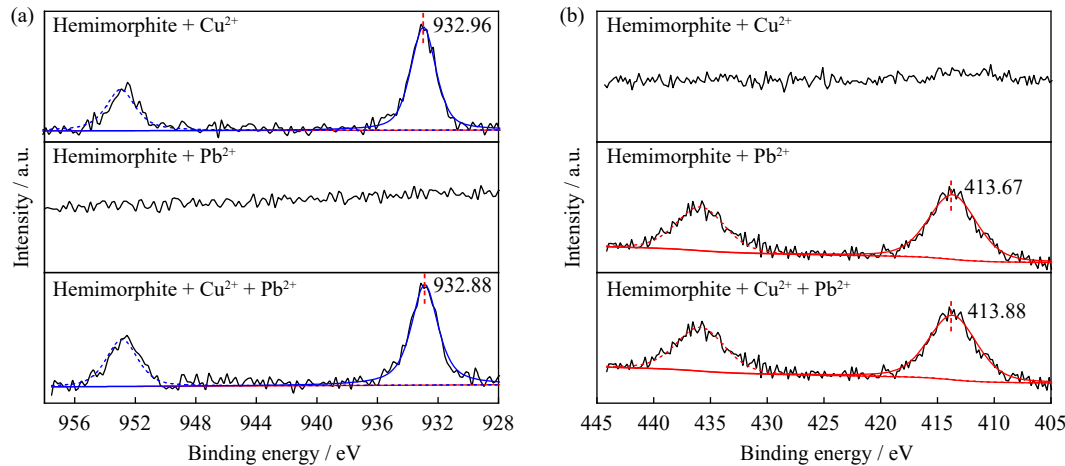 (a)
Hemimorphite + Cu²⁺
932.96
Hemimorphite + Pb²⁺
Hemimorphite + Cu²⁺ + Pb²⁺
932.88
Intensity / a.u.
956 952 948 944 940 936 932 928
Binding energy / eV
(b)
Hemimorphite + Cu²⁺
Hemimorphite + Pb²⁺
413.67
Hemimorphite + Cu²⁺ + Pb²⁺
413.88
Intensity / a.u.
445 440 435 430 425 420 415 410 405
Binding energy / eV